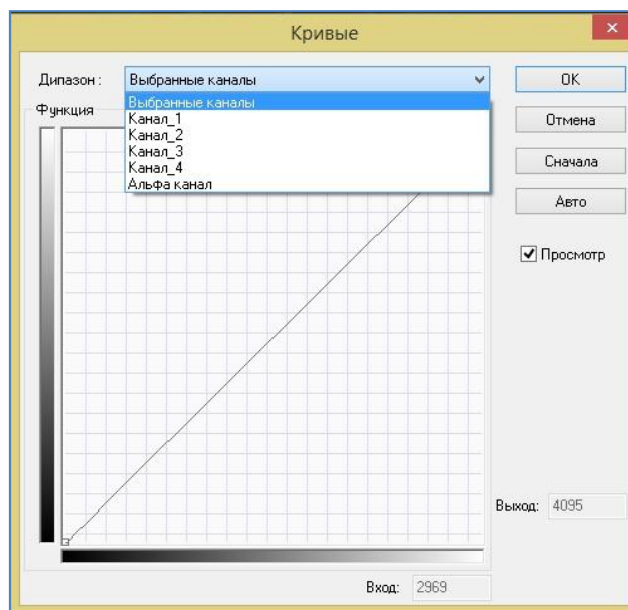 Кривые
Дипазон : Выбранные каналы
Выбранные каналы
Канал_1
Канал_2
Канал_3
Канал_4
Альфа канал
Функция
OK
Отмена
Сначала
Авто
Просмотр
Выход: 4095
Вход: 2969